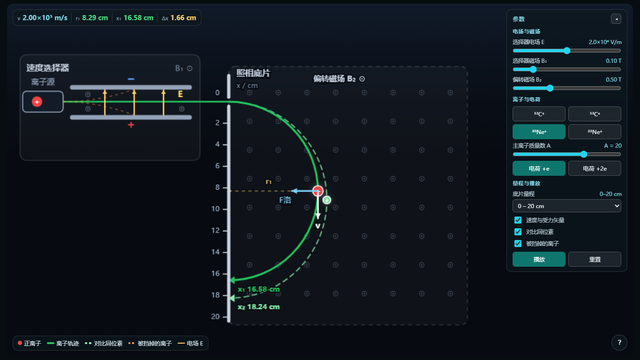 v 2.00×10⁵ m/s r₁ 8.29 cm x₁ 16.58 cm Δx 1.66 cm
速度选择器
B₁ ⊙
离子源
−
+
E
+
照相底片
x / cm
偏转磁场 B₂ ⊙
0
2
4
6
8
10
12
14
16
18
20
r₁
F洛
v
x₁ 16.58 cm
x₂ 18.24 cm
正离子
离子轨迹
对比同位素
被挡掉的离子
电场 E
参数
电场与磁场
选择器电场 E 2.0×10⁴ V/m
选择器磁场 B₁ 0.10 T
偏转磁场 B₂ 0.50 T
离子与电荷
¹²C⁺
²⁰Ne⁺
主离子质量数 A A = 20
电荷 +e
电荷 +2e
量程与播放
底片量程 0–20 cm
0 – 20 cm
速度与受力矢量
对比同位素
被挡掉的离子
播放
重置
?